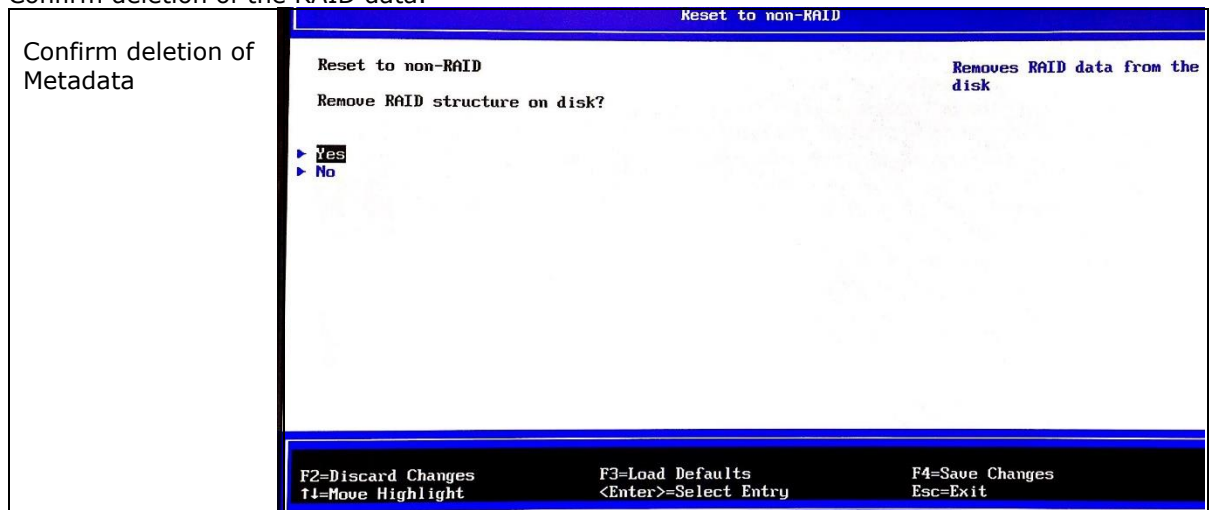 Confirm deletion of the RAID data.
Confirm deletion of
Metadata
Reset to non-RAID
Reset to non-RAID
Removes RAID data from the
disk
Remove RAID structure on disk?
► Yes
► No
F2=Discard Changes F3=Load Defaults F4=Save Changes
↑↓=Move Highlight <Enter>=Select Entry Esc=Exit